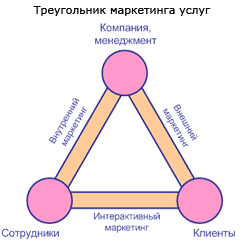 Треугольник маркетинга услуг
Компания,
менеджмент
Внутренний
маркетинг
Внешний
маркетинг
Сотрудники
Интерактивный
маркетинг
Клиенты